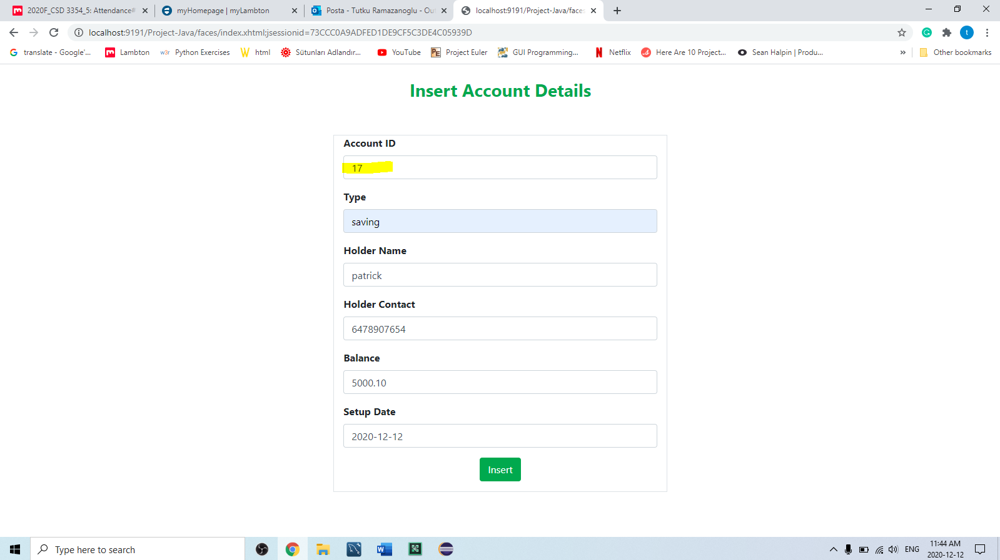 2020F_CSD 3354_5: Attendance
myHomepage | myLambton
Posta - Tutku Ramazanoglu - Ou
localhost:9191/Project-Java/faces
localhost:9191/Project-Java/faces/index.xhtml;jsessionid=73CCC0A9ADFED1DE9CF5C3DE4C05939D
t
translate - Google'...
Lambton
w3r Python Exercises
html
Sütunları Adlandır...
YouTube
PE Project Euler
GUI Programming...
Netflix
Here Are 10 Project...
Sean Halpin | Produ...
»
Other bookmarks
Insert Account Details
Account ID
17
Type
saving
Holder Name
patrick
Holder Contact
6478907654
Balance
5000.10
Setup Date
2020-12-12
Insert
Type here to search
ENG
11:44 AM
2020-12-12